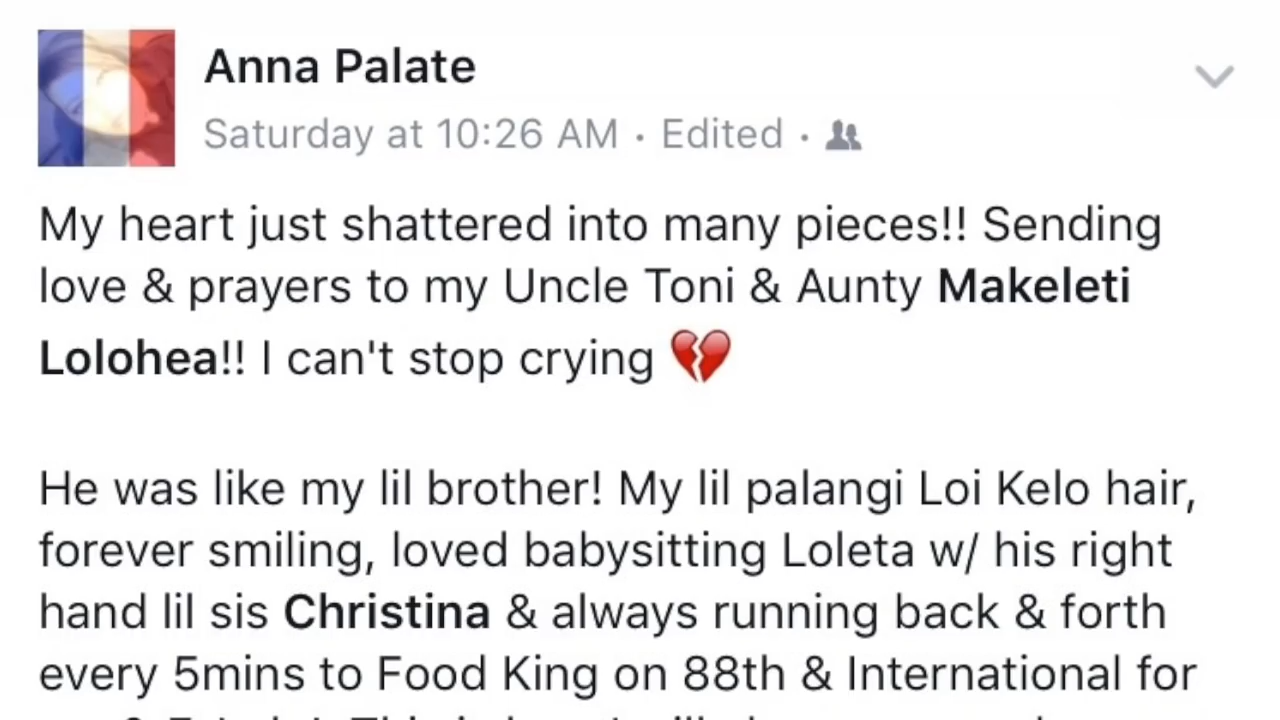 Anna Palate
Saturday at 10:26 AM · Edited ·
My heart just shattered into many pieces!! Sending
love & prayers to my Uncle Toni & Aunty Makeleti
Lolohea!! I can't stop crying 💔
He was like my lil brother! My lil palangi Loi Kelo hair,
forever smiling, loved babysitting Loleta w/ his right
hand lil sis Christina & always running back & forth
every 5mins to Food King on 88th & International for